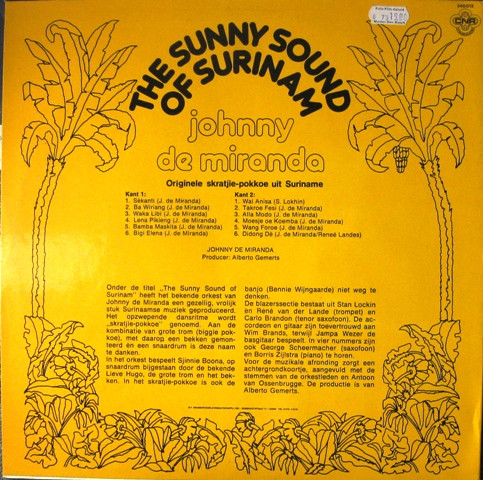 CNR
THE SUNNY SOUND
OF SURINAM
johnny
de miranda
Originele skratjie-pokkoe uit Suriname
Kant 1:
1. Sékanti (J. de Miranda)
2. Ba Wiriang (J. de Miranda)
3. Waka Libi (J. de Miranda)
4. Lena Pikieng (J. de Miranda)
5. Bamba Maskita (J. de Miranda)
6. Bigi Elena (J. de Miranda)
Kant 2:
1. Wai Anisa (S. Lokhin)
2. Takroe Fesi (J. de Miranda)
3. Alla Modo (J. de Miranda)
4. Moesje oe Koemba (J. de Miranda)
5. Wang Foroe (J. de Miranda)
6. Didong Dé (J. de Miranda/Reneé Landes)
JOHNNY DE MIRANDA
Producer: Alberto Gemerts
Onder de titel „The Sunny Sound of
Surinam" heeft het bekende orkest van
Johnny de Miranda een gezellig, vrolijk
stuk Surinaamse muziek geproduceerd.
Het opzwepende dansritme wordt
„skratjie-pokkoe" genoemd. Aan de
kombinatie van grote trom (biggie pok-
koe), met daarop een bekken gemon-
teerd én een snaardrum is deze naam
te danken.
In het orkest bespeelt Sjinnie Boona, op
snaardrum bijgestaan door de bekende
Lieve Hugo, de grote trom en het bek-
ken. In het skratjie-pokkoe is ook de
banjo (Bennie Wijngaarde) niet weg te
denken.
De blazerssectie bestaat uit Stan Lockin
en René van der Lande (trompet) en
Carlo Brandon (tenor saxofoon). De ac-
cordeon en gitaar zijn toevertrouwd aan
Wim Brands, terwijl Jampa Wezer de
basgitaar bespeelt. In vier nummers zijn
ook George Scheermacher (saxofoon)
en Borris Zijlstra (piano) te horen.
Voor de muzikale afronding zorgt een
achtergrondkoortje, aangevuld met de
stemmen van de orkestleden en Antoon
van Ossenbrugge. De productie is van
Alberto Gemerts.